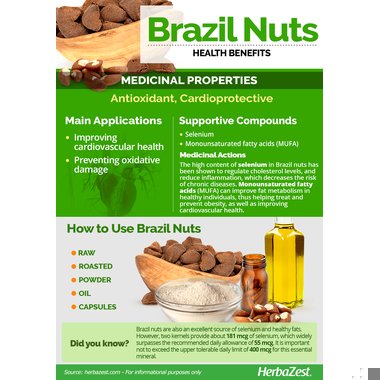 Brazil Nuts
HEALTH BENEFITS
MEDICINAL PROPERTIES
Antioxidant, Cardioprotective
Main Applications
• Improving
cardiovascular health
• Preventing oxidative
damage
Supportive Compounds
• Selenium
• Monounsaturated fatty acids (MUFA)
Medicinal Actions
The high content of selenium in Brazil nuts has
been shown to regulate cholesterol levels, and
reduce inflammation, which decreases the risk
of chronic diseases. Monounsaturated fatty
acids (MUFA) can improve fat metabolism in
healthy individuals, thus helping treat and
prevent obesity, as well as improving
cardiovascular health.
How to Use Brazil Nuts
• RAW
• ROASTED
• POWDER
• OIL
• CAPSULES
Did you know?
Brazil nuts are also an excellent source of selenium and healthy fats.
However, two kernels provide about 181 mcg of selenium, which widely
surpasses the recommended daily allowance of 55 mcg. It is important
not to exceed the upper tolerable daily limit of 400 mcg for this essential
mineral.
Source: herbazest.com - For informational purposes only
HerbaZest.